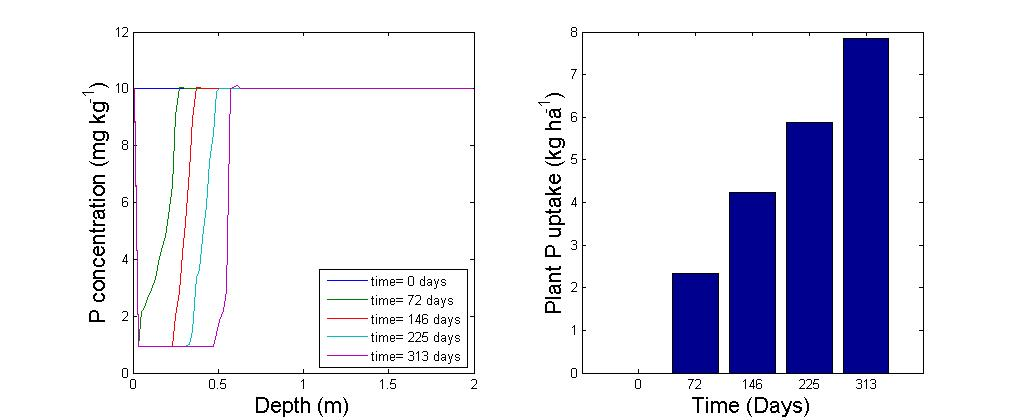 12
10
8
6
4
2
0
P concentration (mg kg-1)
time= 0 days
time= 72 days
time= 146 days
time= 225 days
time= 313 days
0 0.5 1 1.5 2
Depth (m)
8
7
6
5
4
3
2
1
0
Plant P uptake (kg ha-1)
0 72 146 225 313
Time (Days)